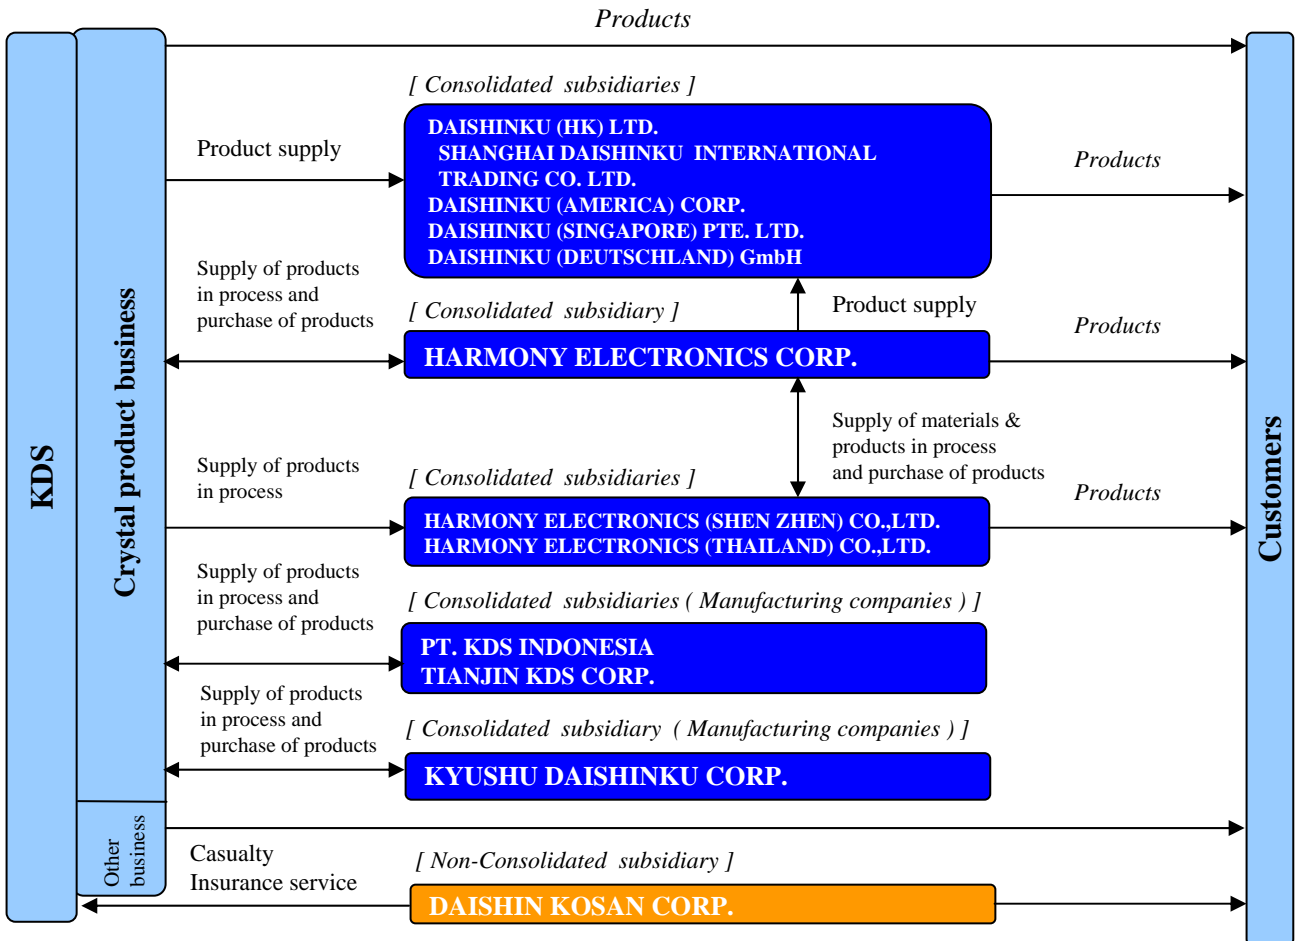 Products
KDS
Crystal product business
[ Consolidated subsidiaries ]
Product supply
DAISHINKU (HK) LTD.
SHANGHAI DAISHINKU INTERNATIONAL
TRADING CO. LTD.
DAISHINKU (AMERICA) CORP.
DAISHINKU (SINGAPORE) PTE. LTD.
DAISHINKU (DEUTSCHLAND) GmbH
Products
Customers
Supply of products
in process and
purchase of products
[ Consolidated subsidiary ]
Product supply
HARMONY ELECTRONICS CORP.
Products
Supply of materials &
products in process
and purchase of products
Supply of products
in process
[ Consolidated subsidiaries ]
HARMONY ELECTRONICS (SHEN ZHEN) CO.,LTD.
HARMONY ELECTRONICS (THAILAND) CO.,LTD.
Products
Supply of products
in process and
purchase of products
[ Consolidated subsidiaries ( Manufacturing companies ) ]
PT. KDS INDONESIA
TIANJIN KDS CORP.
Supply of products
in process and
purchase of products
[ Consolidated subsidiary ( Manufacturing companies ) ]
KYUSHU DAISHINKU CORP.
Other
business
Casualty
Insurance service
[ Non-Consolidated subsidiary ]
DAISHIN KOSAN CORP.